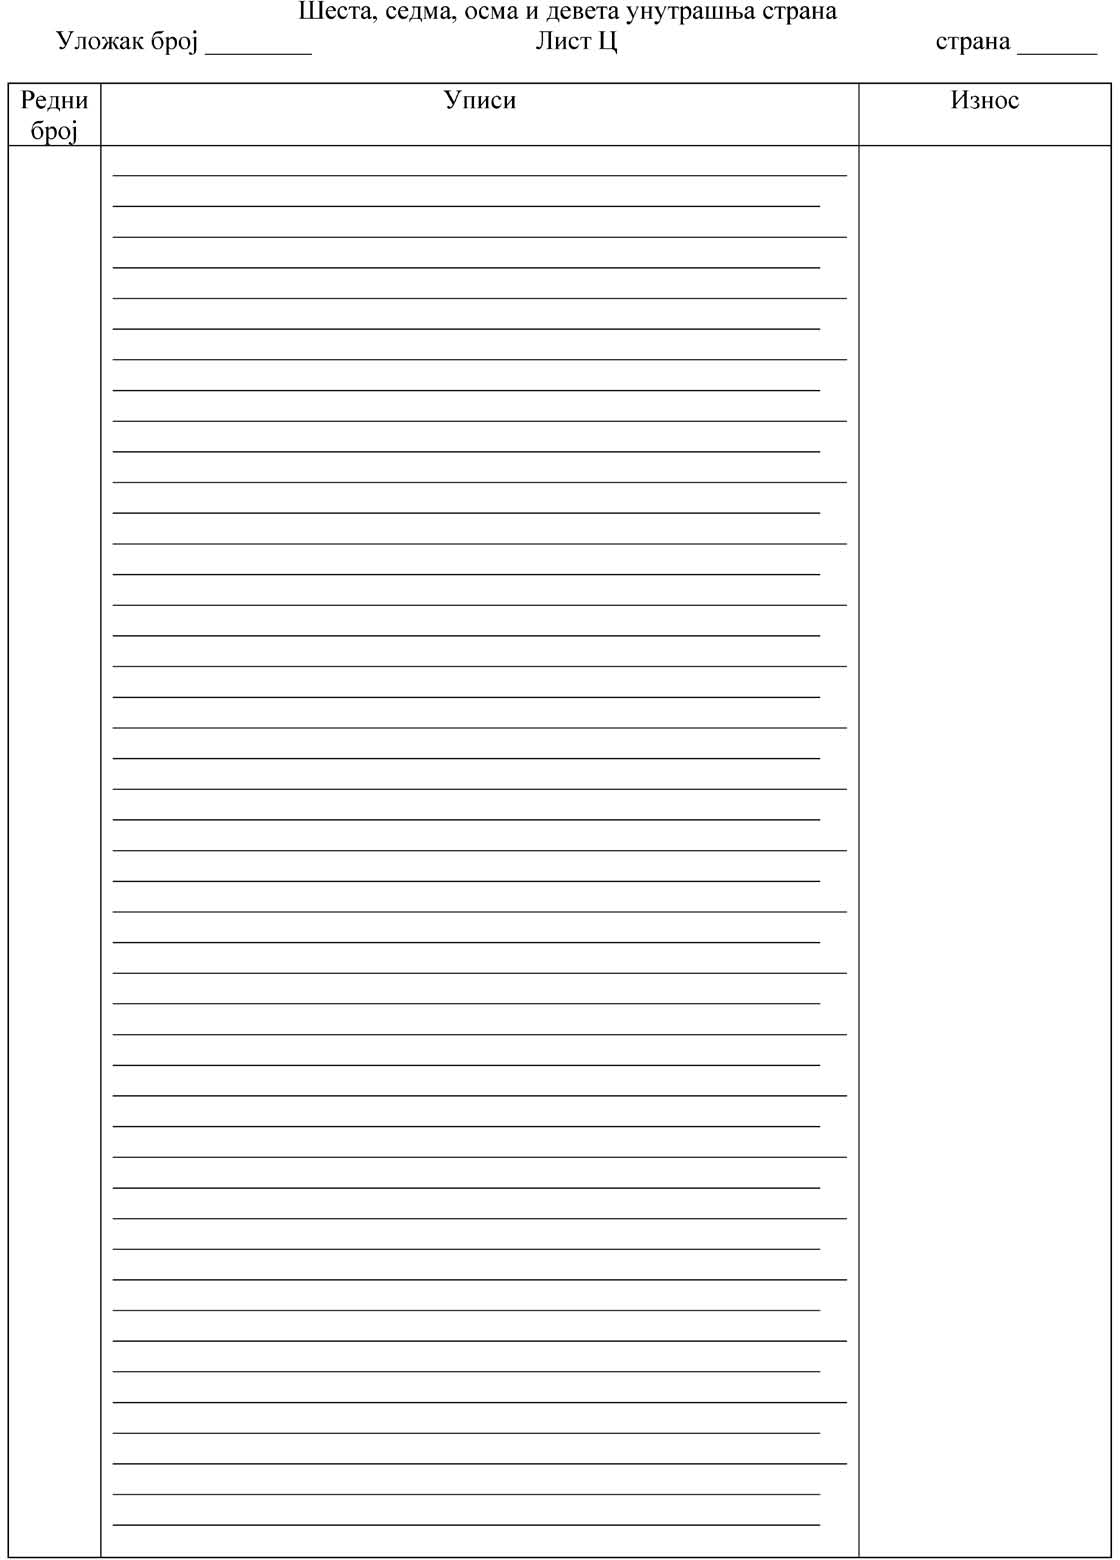 Шеста, седма, осма и девета унутрашња страна
Уложак број ________ Лист Ц страна ______
Редни број Уписи Износ